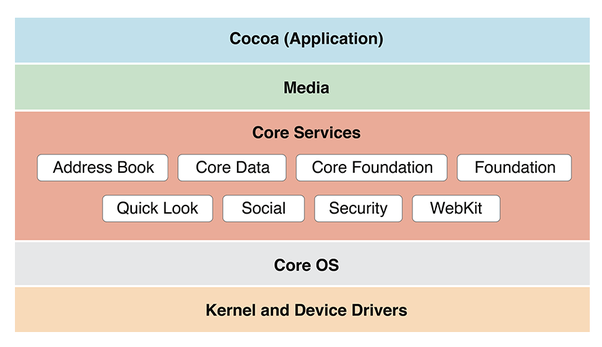 Cocoa (Application)
Media
Core Services
Address Book Core Data Core Foundation Foundation
Quick Look Social Security WebKit
Core OS
Kernel and Device Drivers